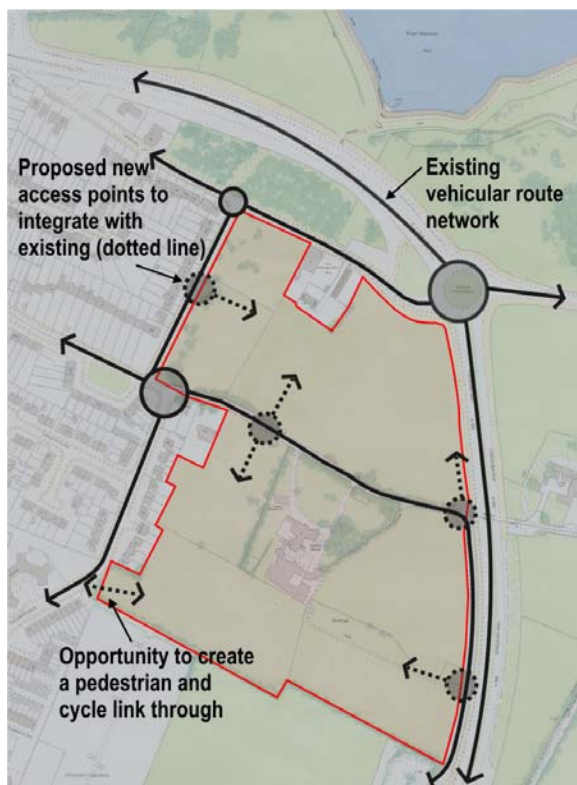 Proposed new
access points to
integrate with
existing (dotted line)
Existing
vehicular route
network
Opportunity to create
a pedestrian and
cycle link through